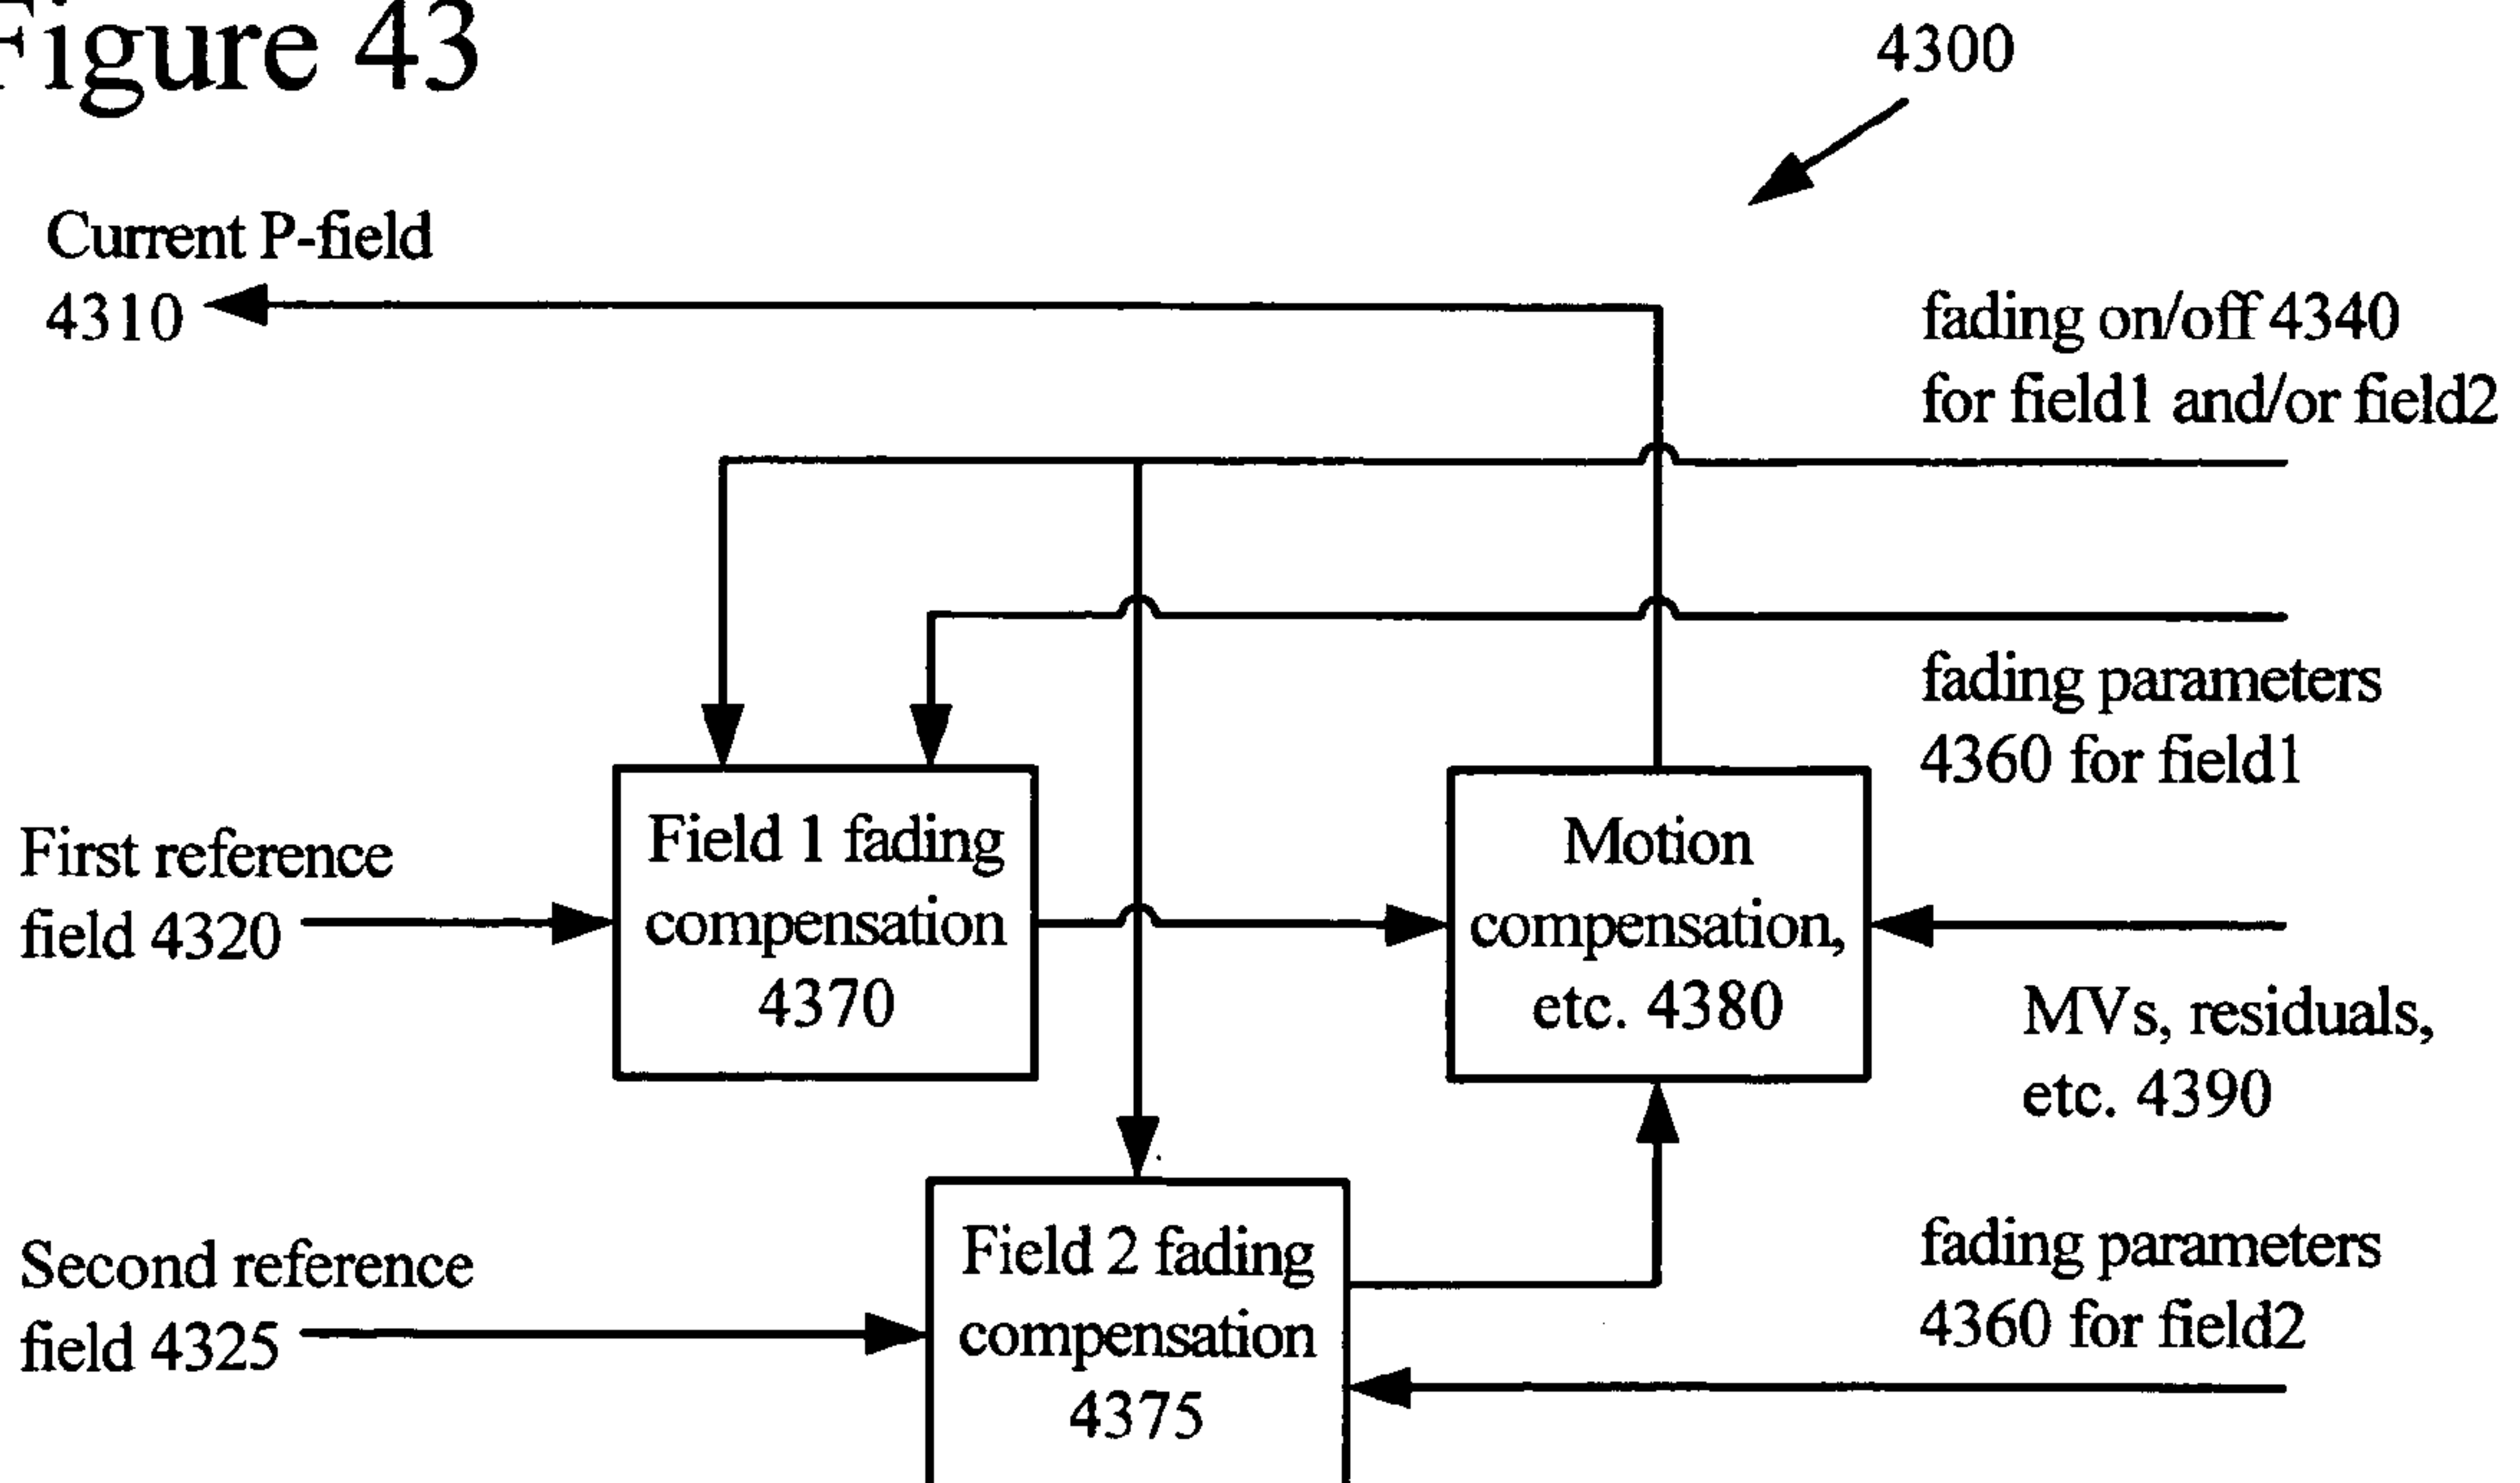 Figure 43
4300
Current P-field
4310
fading on/off 4340
for field1 and/or field2
fading parameters
4360 for field1
First reference
field 4320
Field 1 fading
compensation
4370
Motion
compensation,
etc. 4380
MVs, residuals,
etc. 4390
Second reference
field 4325
Field 2 fading
compensation
4375
fading parameters
4360 for field2